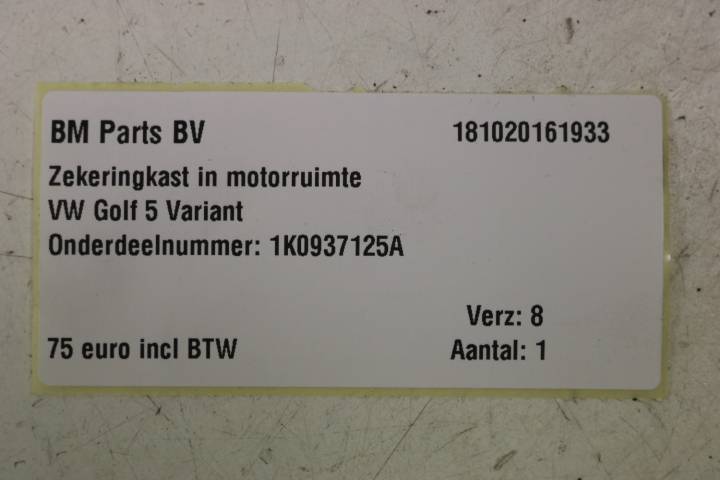 BM Parts BV 181020161933
Zekeringkast in motorruimte
VW Golf 5 Variant
Onderdeelnummer: 1K0937125A
Verz: 8
75 euro incl BTW Aantal: 1